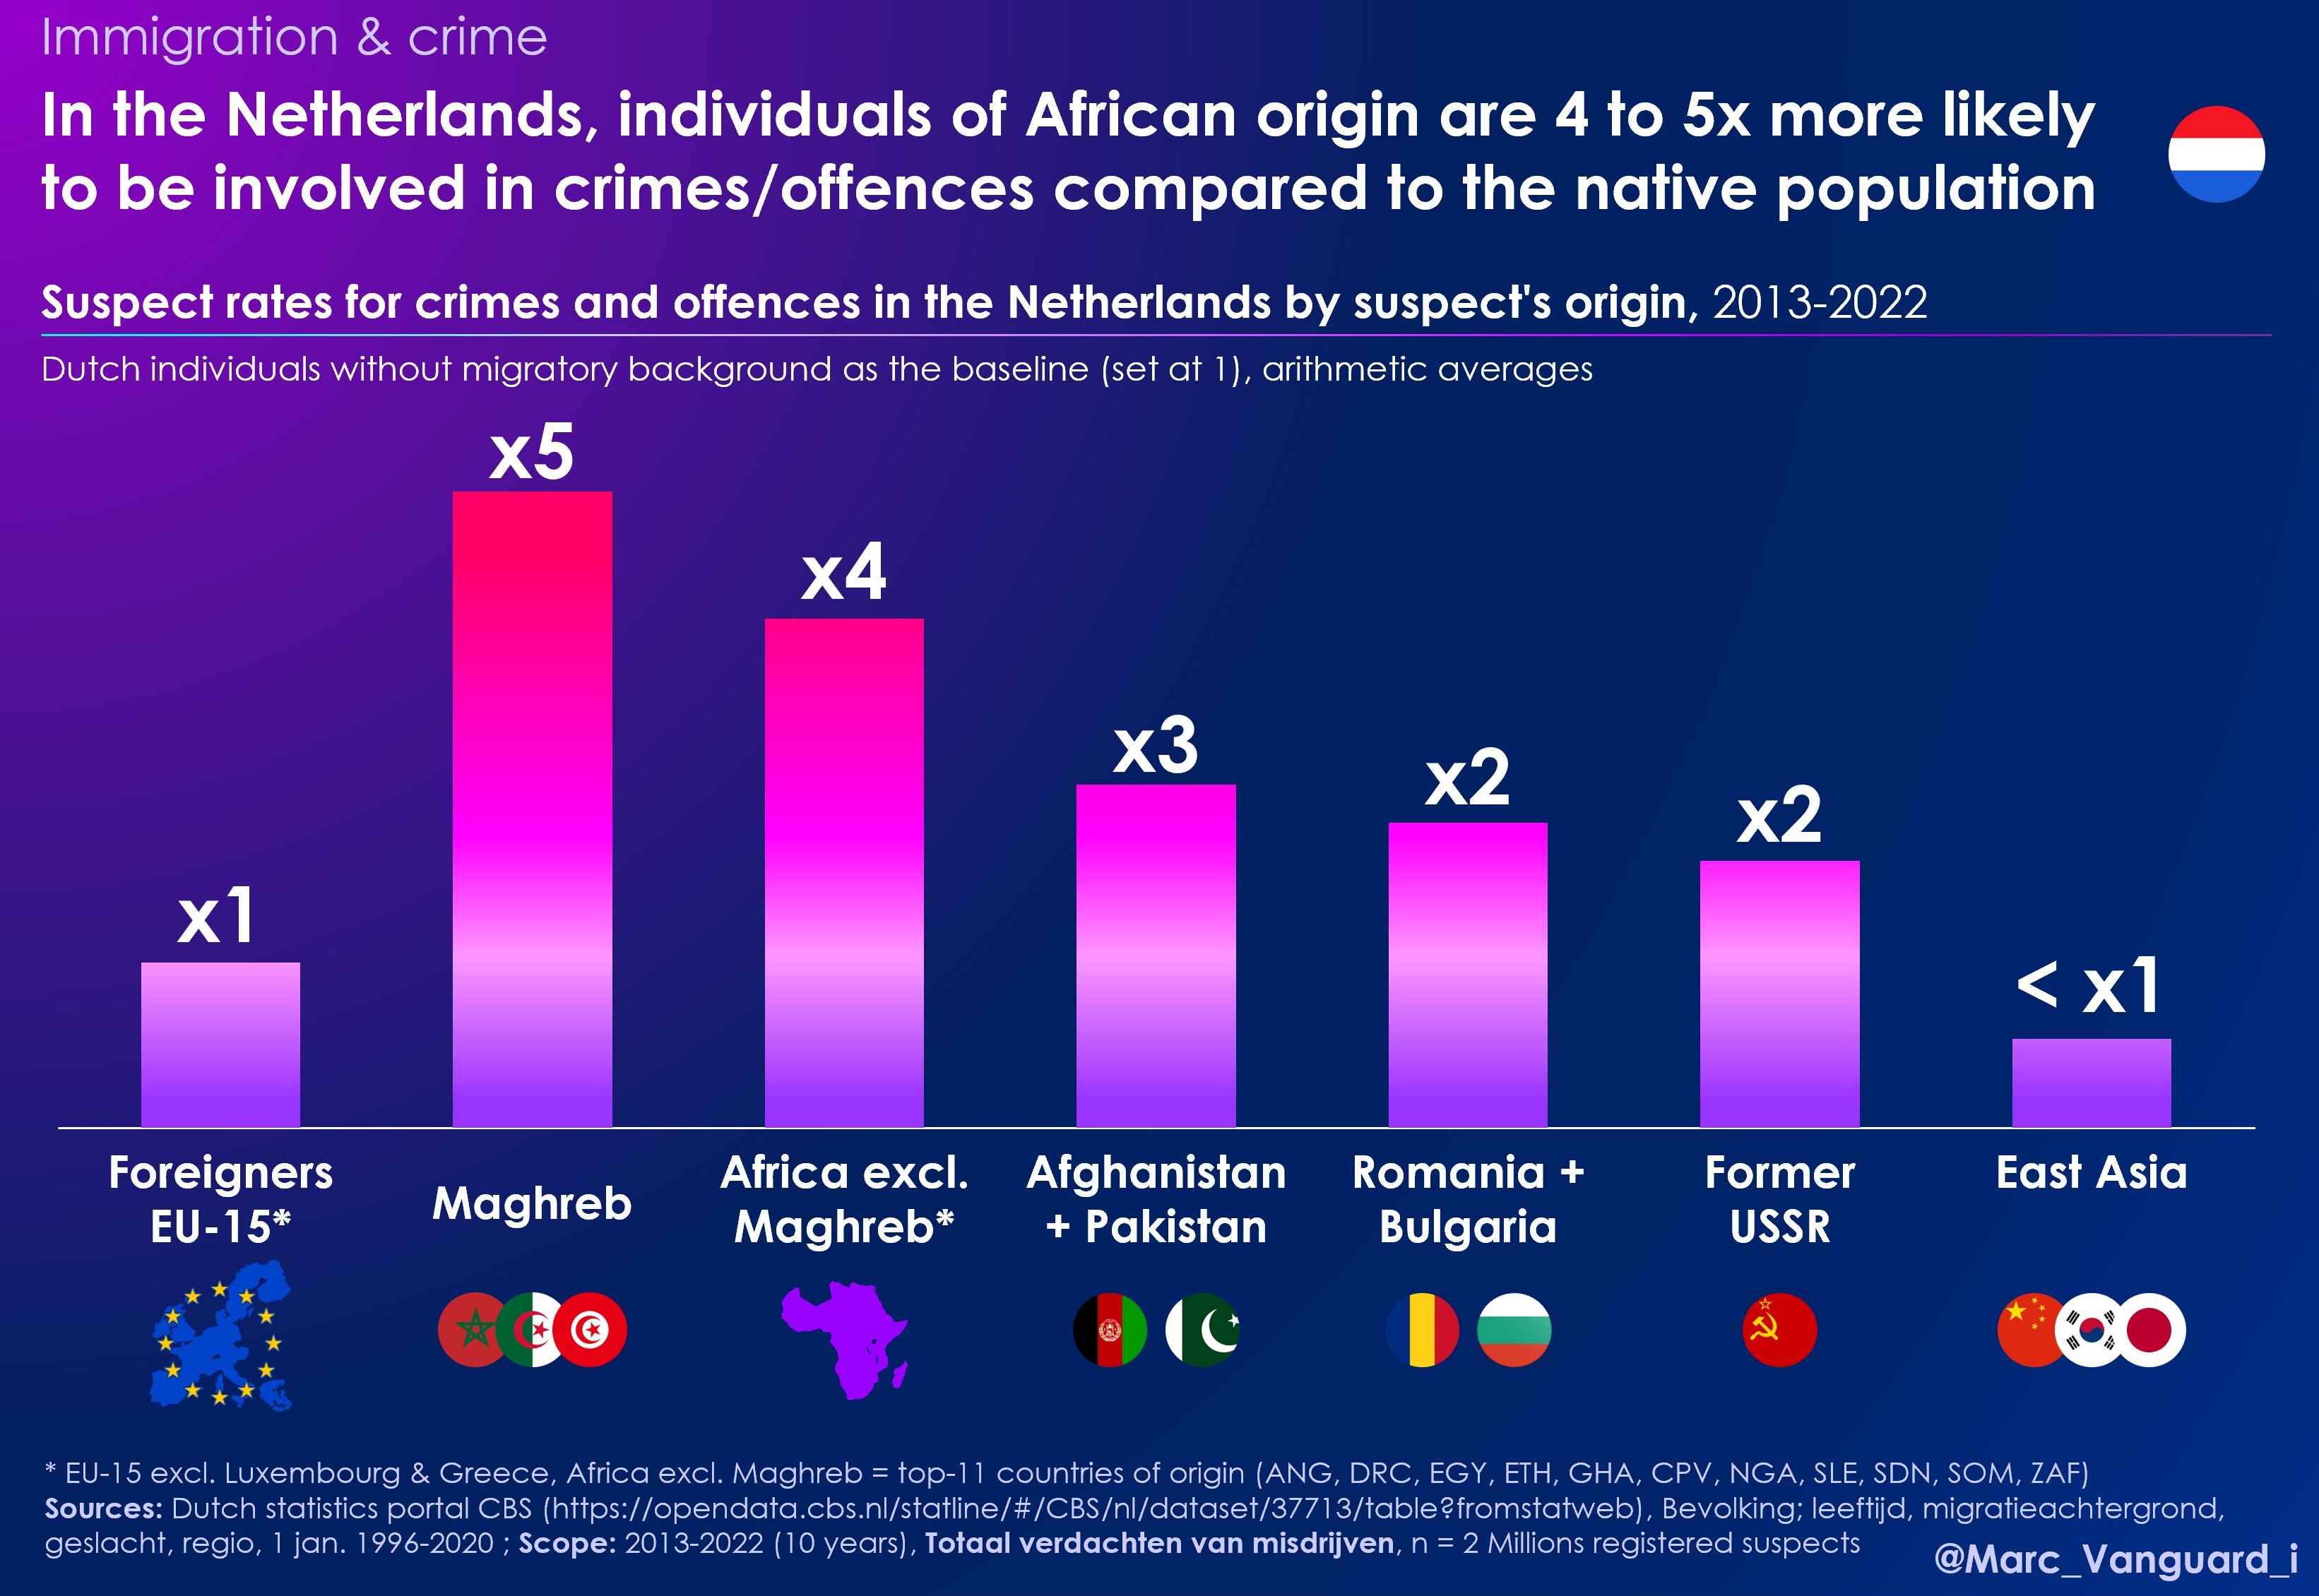 Immigration & crime
In the Netherlands, individuals of African origin are 4 to 5x more likely
to be involved in crimes/offences compared to the native population
Suspect rates for crimes and offences in the Netherlands by suspect's origin, 2013-2022
Dutch individuals without migratory background as the baseline (set at 1), arithmetic averages
x1
x5
x4
x3
x2
x2
< x1
Foreigners
EU-15*
Maghreb
Africa excl.
Maghreb*
Afghanistan
+ Pakistan
Romania +
Bulgaria
Former
USSR
East Asia
* EU-15 excl. Luxembourg & Greece, Africa excl. Maghreb = top-11 countries of origin (ANG, DRC, EGY, ETH, GHA, CPV, NGA, SLE, SDN, SOM, ZAF)
Sources: Dutch statistics portal CBS (https://opendata.cbs.nl/statline/#/CBS/nl/dataset/37713/table?fromstatweb), Bevolking; leeftijd, migratieachtergrond,
geslacht, regio, 1 jan. 1996-2020 ; Scope: 2013-2022 (10 years), Totaal verdachten van misdrijven, n = 2 Millions registered suspects
@Marc_Vanguard_i